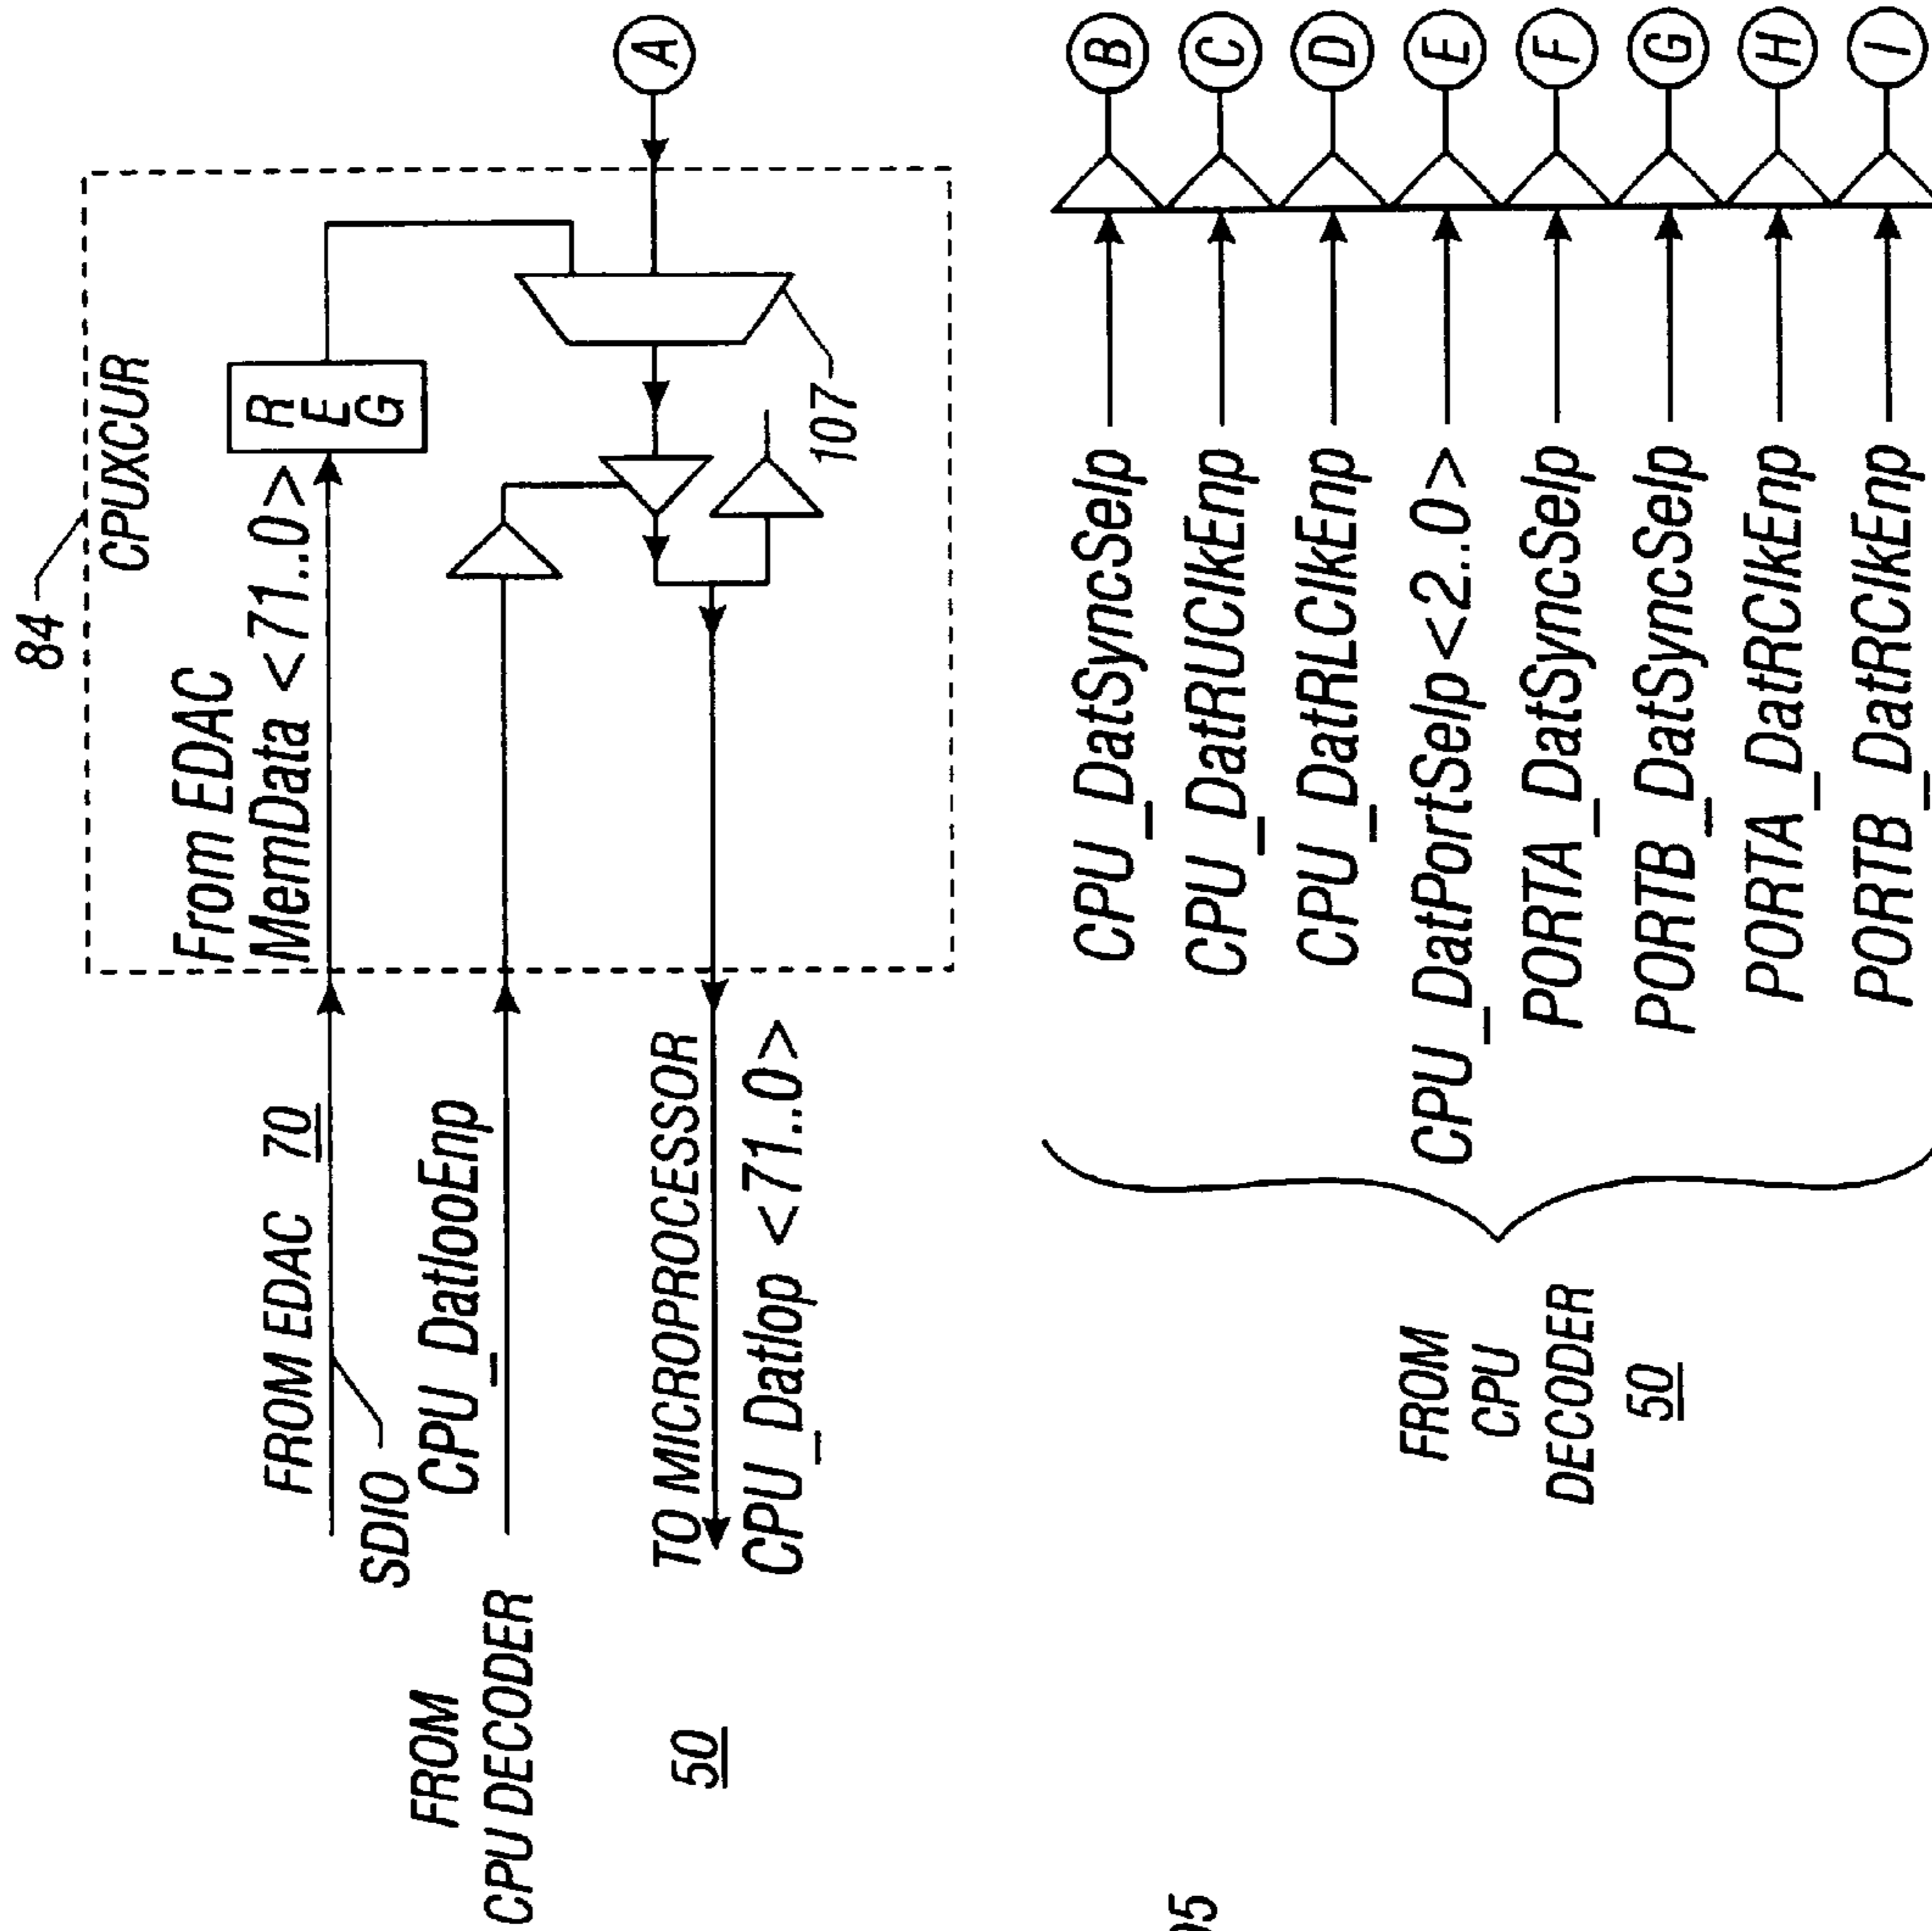 84
CPUXCUR
From EDAC
MemData <71..0>
R
E
G
107
A
FROM EDAC 70
SDIO
CPU_DatIooEnp
FROM
CPU DECODER
TO MICROPROCESSOR
50
CPU_DatIop <71..0>
CPU_DatSyncSelp
B
CPU_DatRUClkEnp
C
CPU_DatRLClkEnp
D
CPU_DatPortSelp <2..0>
E
PORTA_DatSyncSelp
F
PORTB_DatSyncSelp
G
PORTA_DatRClkEnp
H
PORTB_DatRClkEnp
I
FROM
CPU
DECODER
50